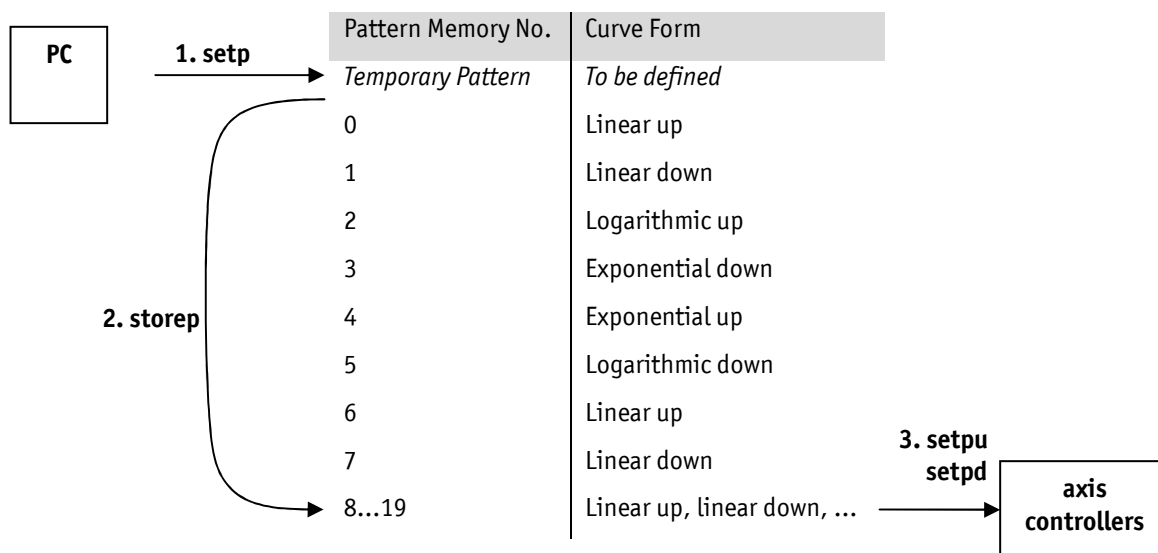 Pattern Memory No. Curve Form
PC
1. setp
Temporary Pattern To be defined
0 Linear up
1 Linear down
2 Logarithmic up
3 Exponential down
2. storep
4 Exponential up
5 Logarithmic down
6 Linear up
3. setpu
7 Linear down
setpd
8...19 Linear up, linear down, ...
axis
controllers